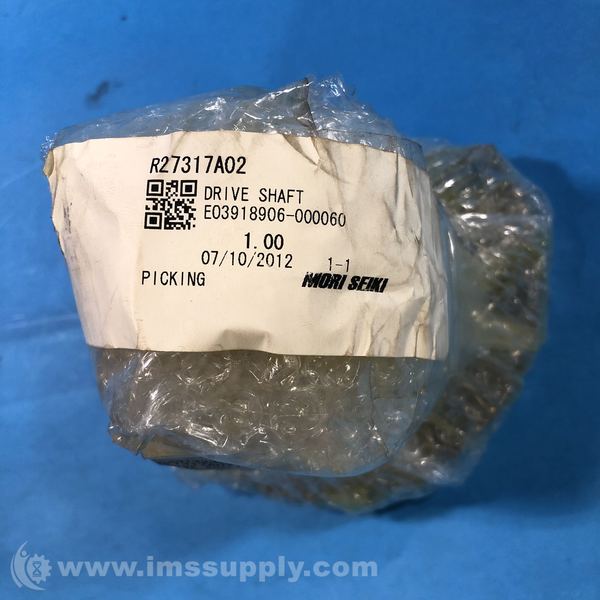 R27317A02
DRIVE SHAFT
E03918906-000060
1.00
07/10/2012 1-1
PICKING MORI SEIKI
www.imssupply.com